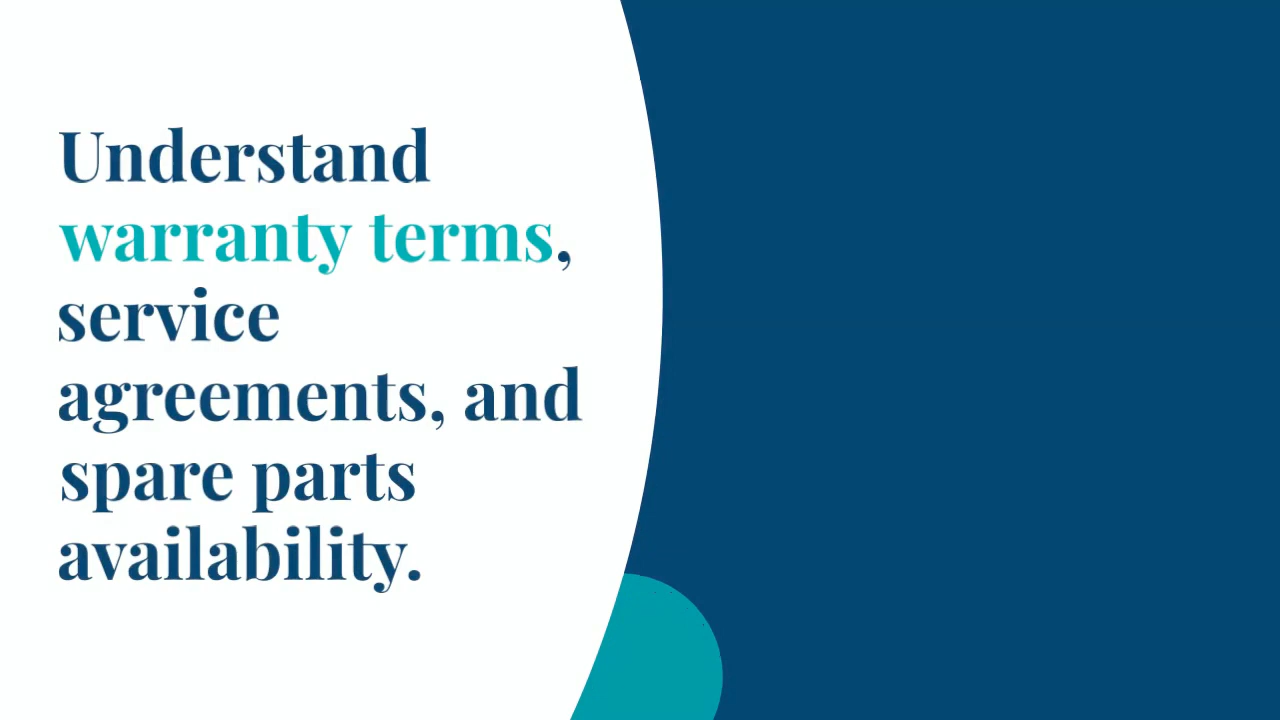 Understand
warranty terms,
service
agreements, and
spare parts
availability.